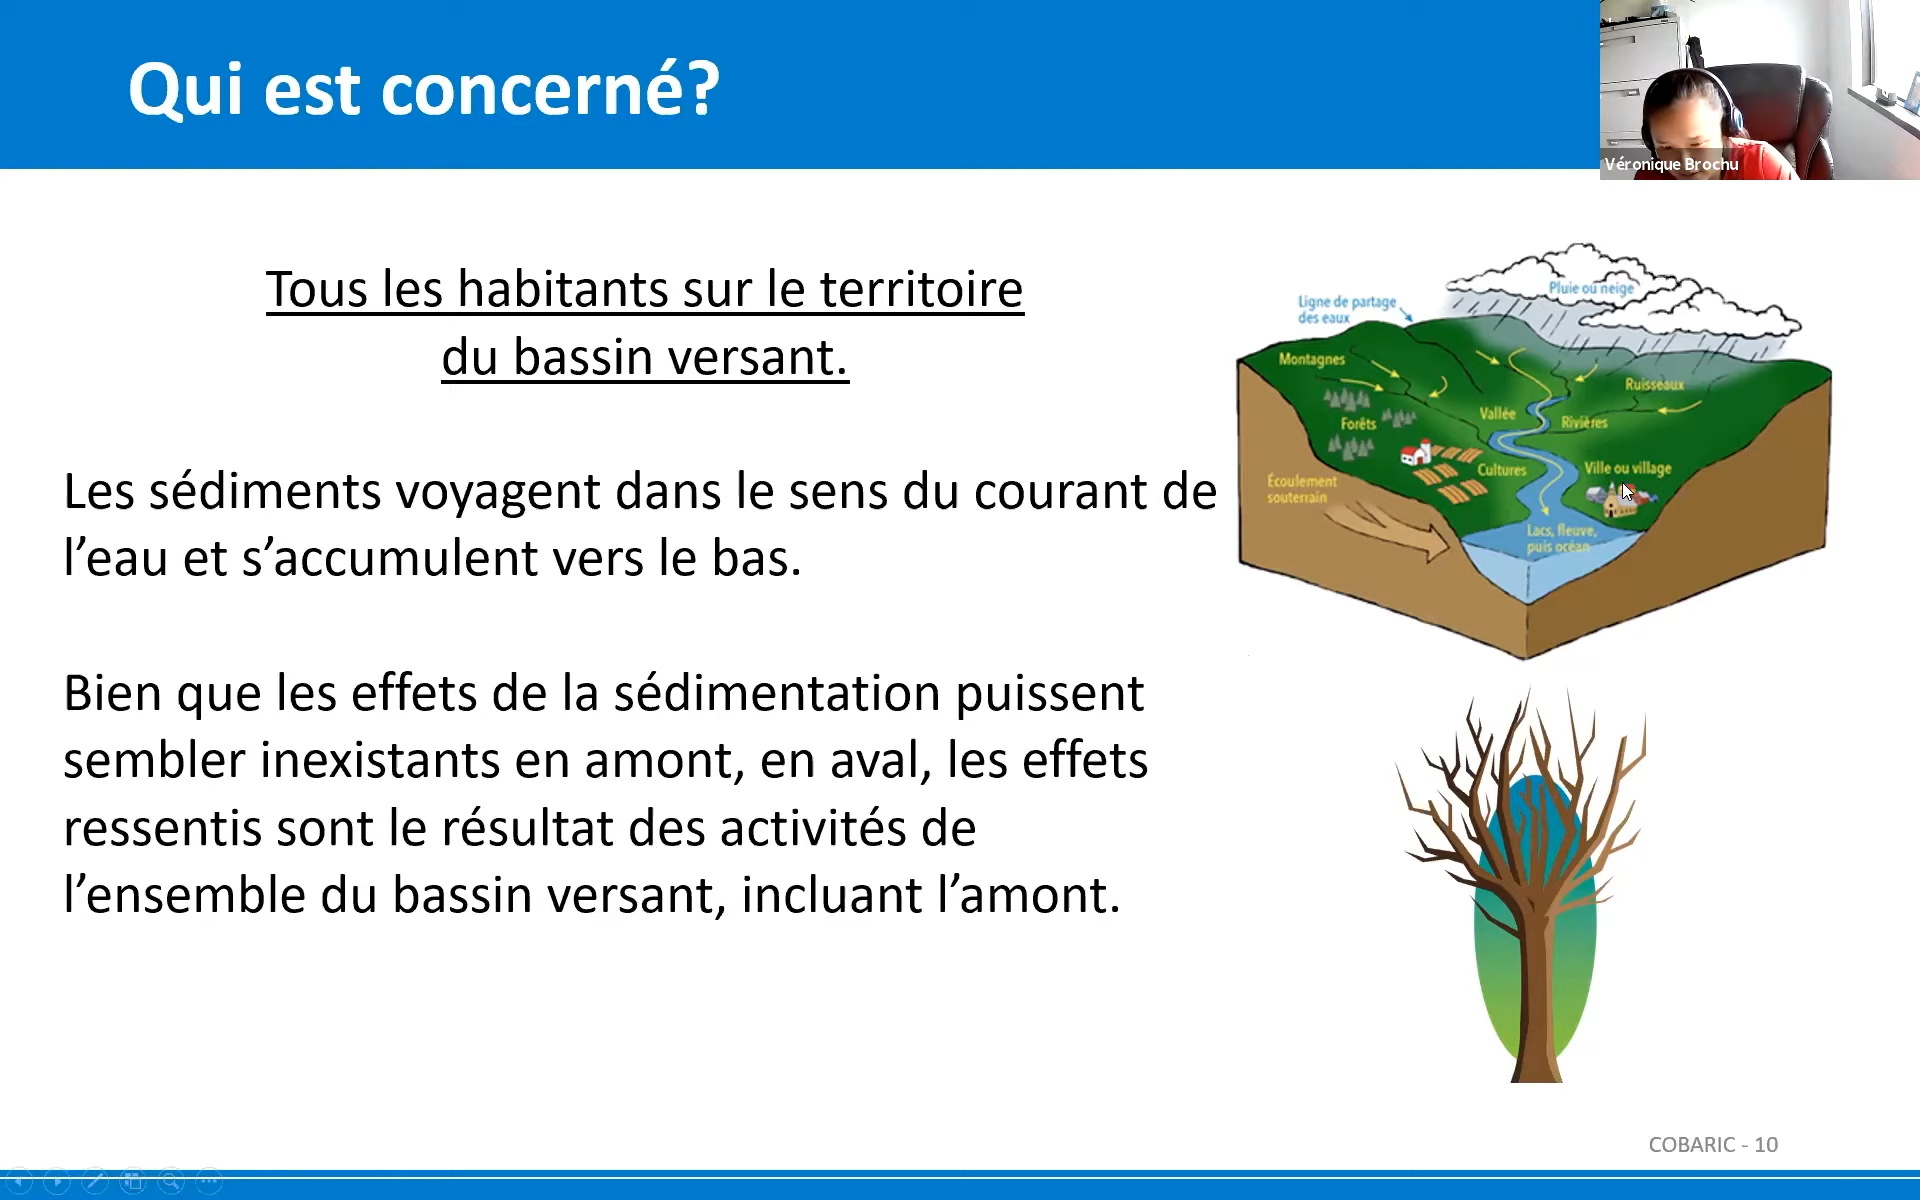 Qui est concerné?
Véronique Brochu
Tous les habitants sur le territoire
du bassin versant.
Les sédiments voyagent dans le sens du courant de
l’eau et s’accumulent vers le bas.
Bien que les effets de la sédimentation puissent
sembler inexistants en amont, en aval, les effets
ressentis sont le résultat des activités de
l’ensemble du bassin versant, incluant l’amont.
Pluie ou neige
Ligne de partage
des eaux
Montagnes
Ruisseaux
Vallée
Rivières
Forêts
Cultures
Ville ou village
Écoulement
souterrain
Lacs, fleuve,
puis océan
COBARIC - 10